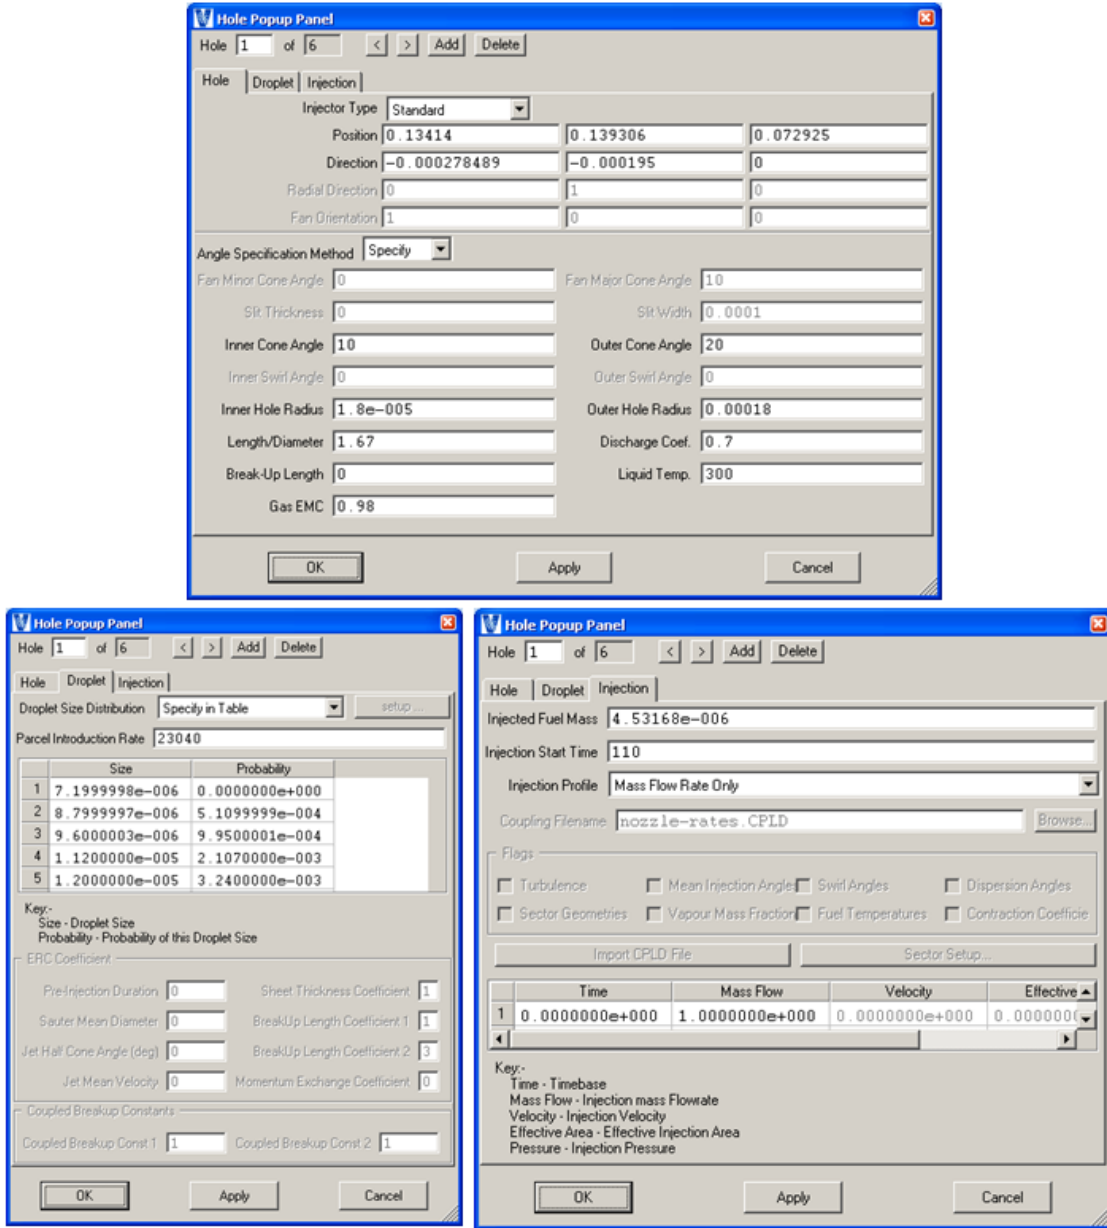 Hole Popup Panel
Hole 1 of 6 < > Add Delete
Hole Droplet Injection
Injector Type Standard
Position 0.13414 0.139306 0.072925
Direction -0.000278489 -0.000195 0
Radial Direction 0 1 0
Fan Orientation 1 0 0
Angle Specification Method Specify
Fan Minor Cone Angle 0 Fan Major Cone Angle 10
Slit Thickness 0 Slit Width 0.0001
Inner Cone Angle 10 Outer Cone Angle 20
Inner Swirl Angle 0 Outer Swirl Angle 0
Inner Hole Radius 1.8e-005 Outer Hole Radius 0.00018
Length/Diameter 1.67 Discharge Coef. 0.7
Break-Up Length 0 Liquid Temp. 300
Gas EMC 0.98
OK Apply Cancel
Hole Popup Panel
Hole 1 of 6 < > Add Delete
Hole Droplet Injection
Droplet Size Distribution Specify in Table setup ...
Parcel Introduction Rate 23040
Size Probability
1 7.1999998e-006 0.0000000e+000
2 8.7999997e-006 5.1099999e-004
3 9.6000003e-006 9.9500001e-004
4 1.1200000e-005 2.1070000e-003
5 1.2000000e-005 3.2400000e-003
Key:-
Size - Droplet Size
Probability - Probability of this Droplet Size
ERC Coefficient
Pre-Injection Duration 0 Sheet Thickness Coefficient 1
Sauter Mean Diameter 0 BreakUp Length Coefficient 1 1
Jet Half Cone Angle (deg) 0 BreakUp Length Coefficient 2 3
Jet Mean Velocity 0 Momentum Exchange Coefficient 0
Coupled Breakup Constants
Coupled Breakup Const 1 1 Coupled Breakup Const 2 1
OK Apply Cancel
Hole Popup Panel
Hole 1 of 6 < > Add Delete
Hole Droplet Injection
Injected Fuel Mass 4.53168e-006
Injection Start Time 110
Injection Profile Mass Flow Rate Only
Coupling Filename nozzle-rates.CPLD Browse...
Flags
Turbulence Mean Injection Angles Swirl Angles Dispersion Angles
Sector Geometries Vapour Mass Fraction Fuel Temperatures Contraction Coefficie
Import CPLD File Sector Setup...
Time Mass Flow Velocity Effective
1 0.0000000e+000 1.0000000e+000 0.0000000e+000 0.0000000
Key:-
Time - Timebase
Mass Flow - Injection mass Flowrate
Velocity - Injection Velocity
Effective Area - Effective Injection Area
Pressure - Injection Pressure
OK Apply Cancel